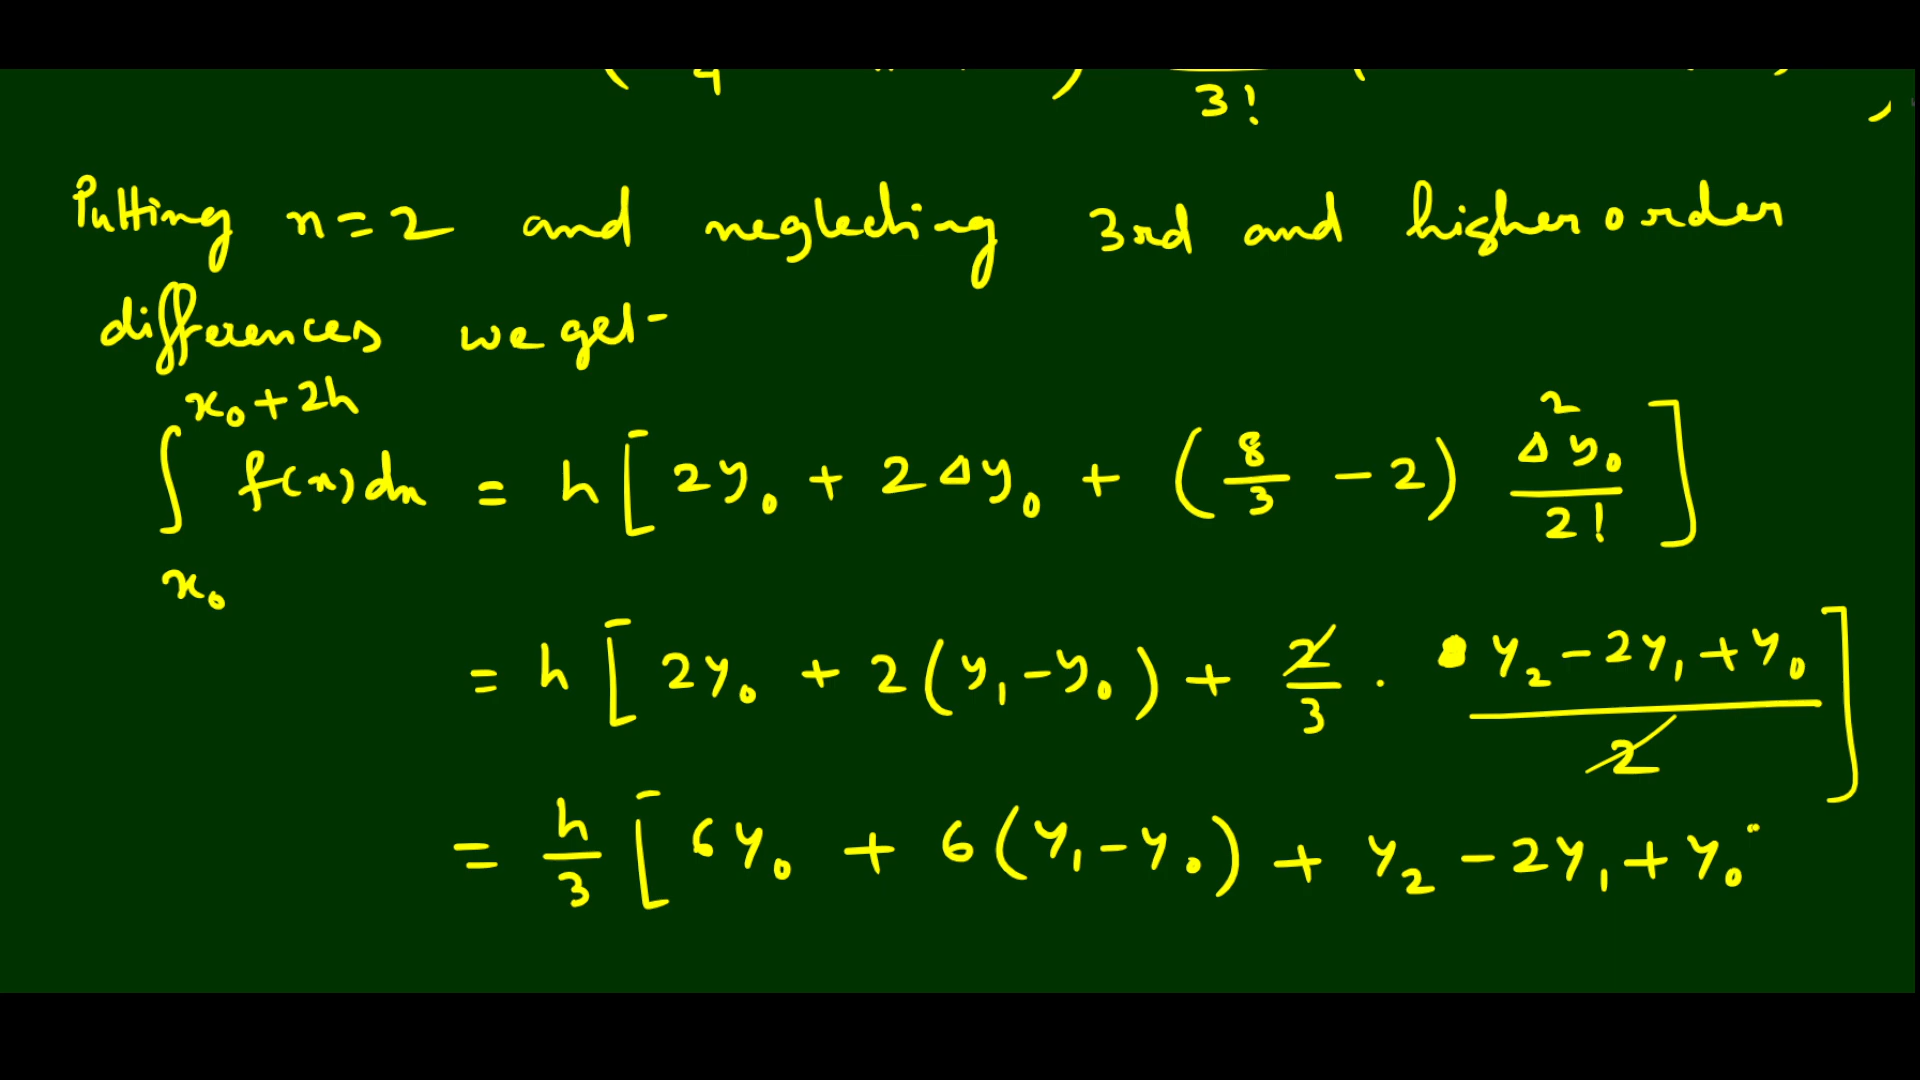 4 3!
Putting n=2 and neglecting 3rd and higher order
differences we get-
∫_{x₀}^{x₀+2h} f(x)dx = h[2y₀ + 2Δy₀ + (8/3 - 2) Δ²y₀/2!]
= h[2y₀ + 2(y₁-y₀) + 2/3 · (y₂-2y₁+y₀)/2]
= h/3 [6y₀ + 6(y₁-y₀) + y₂-2y₁+y₀